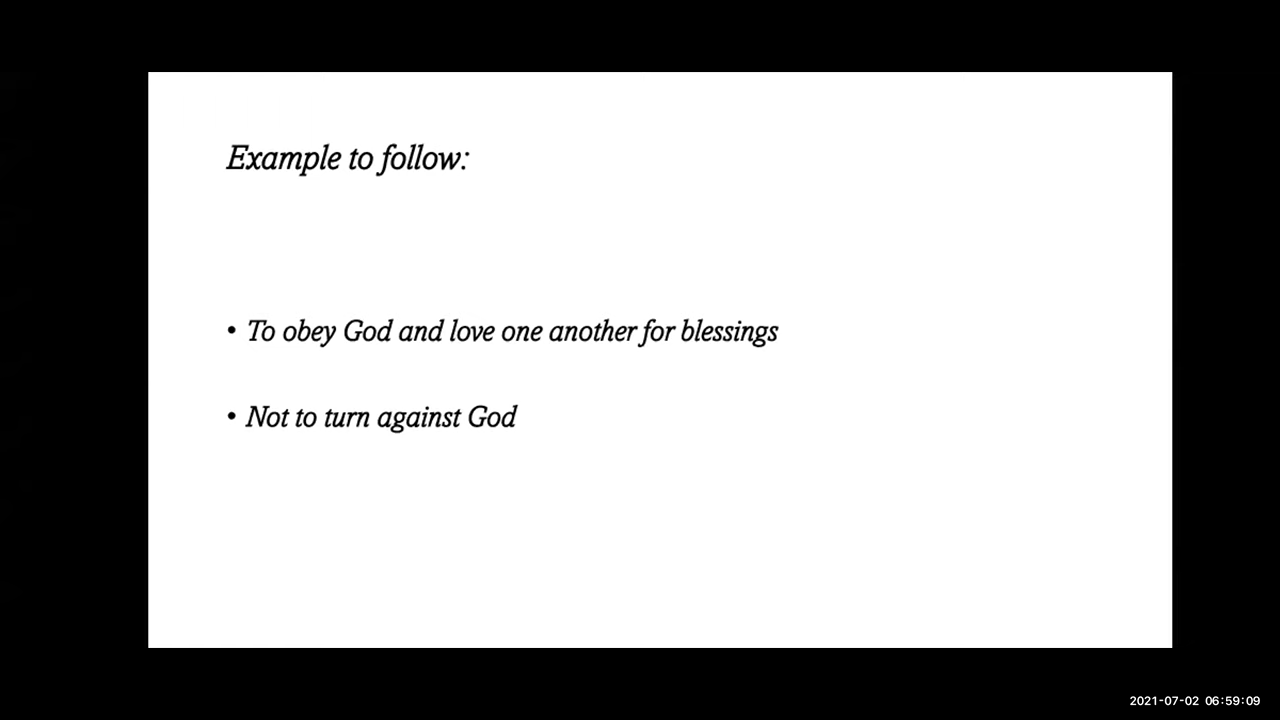 Example to follow:
• To obey God and love one another for blessings
• Not to turn against God
2021-07-02 06:59:09